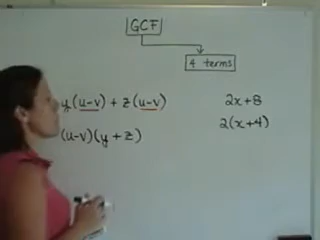 GCF
4 terms
y(u-v) + z(u-v)
(u-v)(y+z)
2x+8
2(x+4)